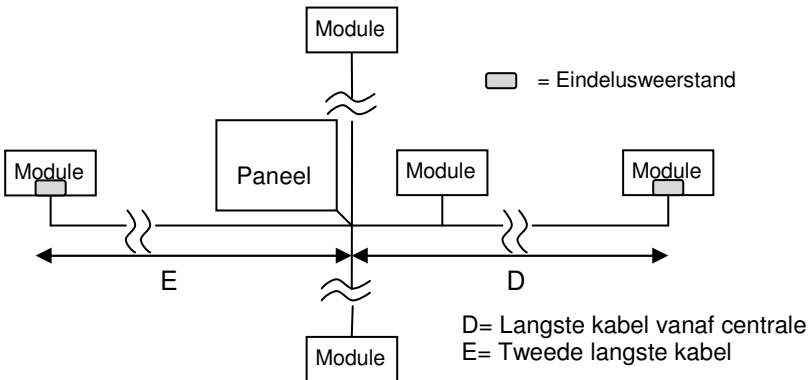 Module
= Eindelusweerstand
Module
Paneel
Module
Module
E
D
D= Langste kabel vanaf centrale
E= Tweede langste kabel
Module